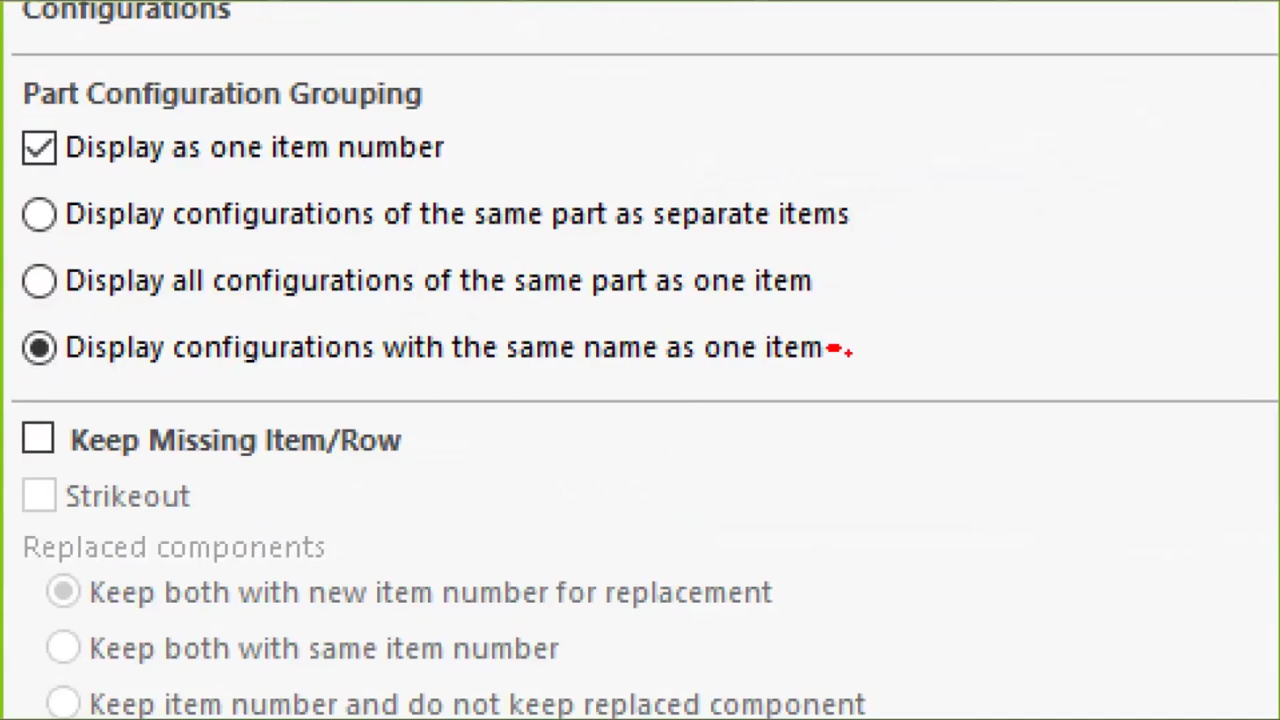 Configurations
Part Configuration Grouping
Display as one item number
Display configurations of the same part as separate items
Display all configurations of the same part as one item
Display configurations with the same name as one item
Keep Missing Item/Row
Strikeout
Replaced components
Keep both with new item number for replacement
Keep both with same item number
Keep item number and do not keep replaced component